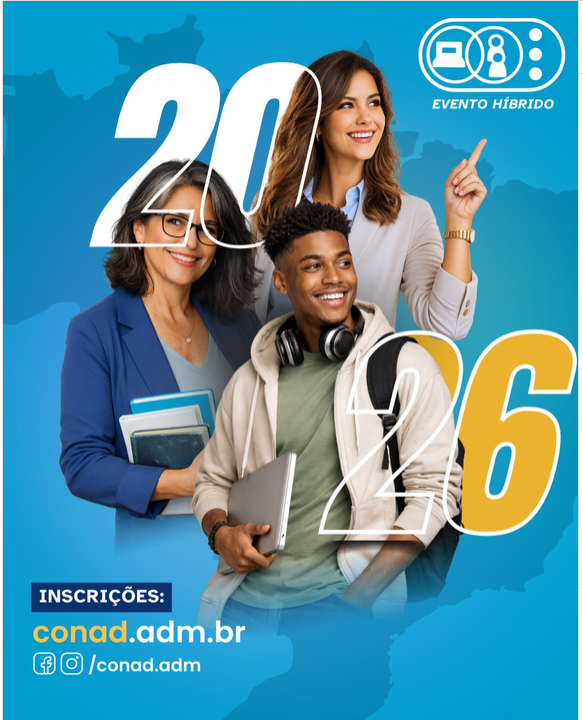 EVENTO HÍBRIDO
20
26
INSCRIÇÕES:
conad.adm.br
/conad.adm